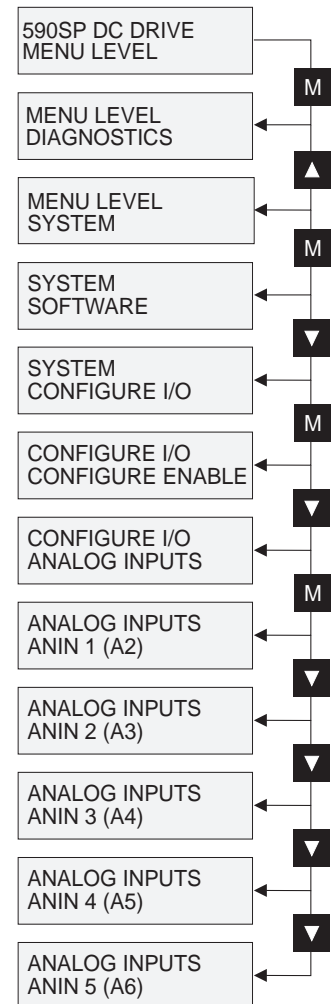 590SP DC DRIVE
MENU LEVEL
M
MENU LEVEL
DIAGNOSTICS
MENU LEVEL
SYSTEM
M
SYSTEM
SOFTWARE
SYSTEM
CONFIGURE I/O
M
CONFIGURE I/O
CONFIGURE ENABLE
CONFIGURE I/O
ANALOG INPUTS
M
ANALOG INPUTS
ANIN 1 (A2)
ANALOG INPUTS
ANIN 2 (A3)
ANALOG INPUTS
ANIN 3 (A4)
ANALOG INPUTS
ANIN 4 (A5)
ANALOG INPUTS
ANIN 5 (A6)